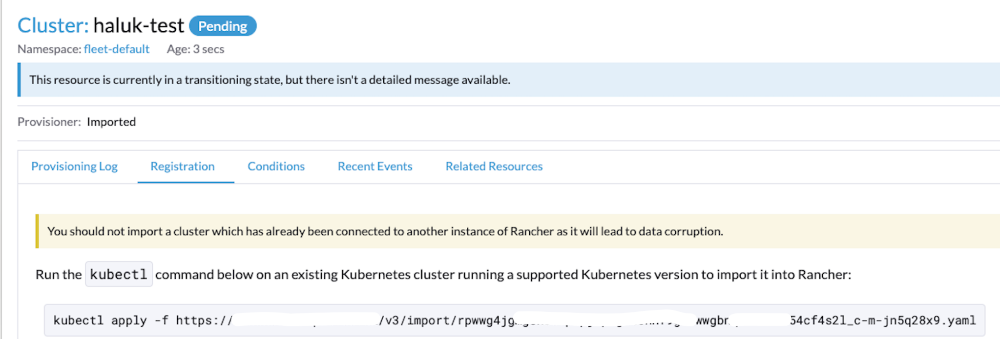 Cluster: haluk-test Pending
Namespace: fleet-default Age: 3 secs
This resource is currently in a transitioning state, but there isn't a detailed message available.
Provisioner: Imported
Provisioning Log Registration Conditions Recent Events Related Resources
You should not import a cluster which has already been connected to another instance of Rancher as it will lead to data corruption.
Run the kubectl command below on an existing Kubernetes cluster running a supported Kubernetes version to import it into Rancher:
kubectl apply -f https:// /v3/import/rpwwg4jg wwgbr 54cf4s2l_c-m-jn5q28x9.yaml